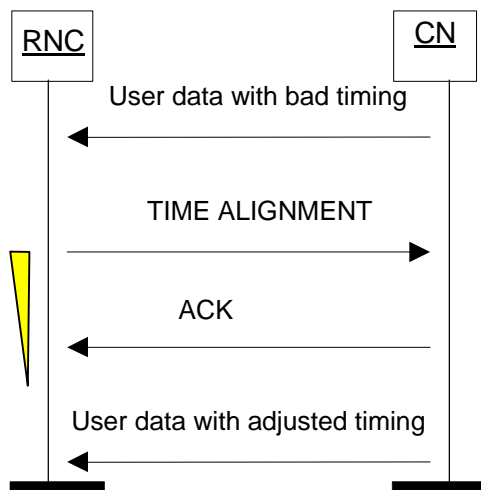 RNC
CN
User data with bad timing
TIME ALIGNMENT
ACK
User data with adjusted timing